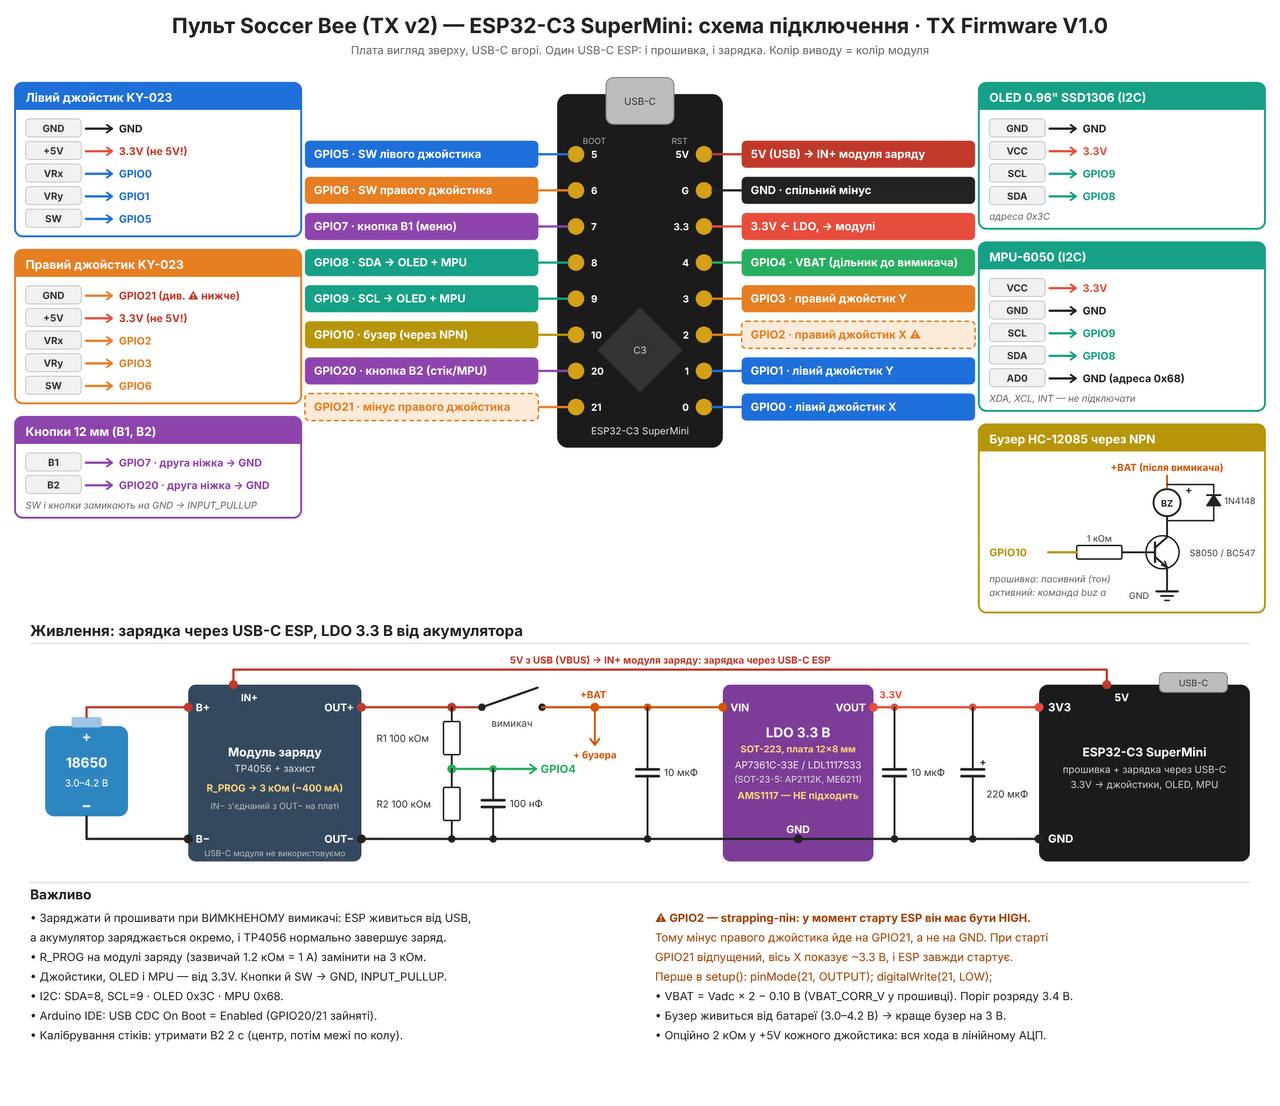 Пульт Soccer Bee (TX v2) — ESP32-C3 SuperMini: схема підключення · TX Firmware V1.0
Плата вигляд зверху, USB-C вгорі. Один USB-C ESP: і прошивка, і зарядка. Колір виводу = колір модуля
Лівий джойстик KY-023
GND → GND
+5V → 3.3V (не 5V!)
VRx → GPIO0
VRy → GPIO1
SW → GPIO5
Правий джойстик KY-023
GND → GPIO21 (див. ⚠ нижче)
+5V → 3.3V (не 5V!)
VRx → GPIO2
VRy → GPIO3
SW → GPIO6
Кнопки 12 мм (B1, B2)
B1 → GPIO7 · друга ніжка → GND
B2 → GPIO20 · друга ніжка → GND
SW і кнопки замикають на GND → INPUT_PULLUP
GPIO5 · SW лівого джойстика
GPIO6 · SW правого джойстика
GPIO7 · кнопка B1 (меню)
GPIO8 · SDA → OLED + MPU
GPIO9 · SCL → OLED + MPU
GPIO10 · бузер (через NPN)
GPIO20 · кнопка B2 (стік/MPU)
GPIO21 · мінус правого джойстика
USB-C
BOOT RST
5 5V
6 G
7 3.3
8 4
9 3
10 2
C3
20 1
21 0
ESP32-C3 SuperMini
5V (USB) → IN+ модуля заряду
GND · спільний мінус
3.3V ← LDO, → модулі
GPIO4 · VBAT (дільник до вимикача)
GPIO3 · правий джойстик Y
GPIO2 · правий джойстик X ⚠
GPIO1 · лівий джойстик Y
GPIO0 · лівий джойстик X
OLED 0.96" SSD1306 (I2C)
GND → GND
VCC → 3.3V
SCL → GPIO9
SDA → GPIO8
адреса 0x3C
MPU-6050 (I2C)
VCC → 3.3V
GND → GND
SCL → GPIO9
SDA → GPIO8
AD0 → GND (адреса 0x68)
XDA, XCL, INT — не підключати
Бузер HC-12085 через NPN
+BAT (після вимикача)
BZ + 1N4148
1 кОм
GPIO10 S8050 / BC547
прошивка: пасивний (тон)
активний: команда buz a
GND
Живлення: зарядка через USB-C ESP, LDO 3.3 В від акумулятора
5V з USB (VBUS) → IN+ модуля заряду: зарядка через USB-C ESP
+
18650
3.0–4.2 В
−
IN+
B+ OUT+
Модуль заряду
TP4056 + захист
R_PROG → 3 кОм (~400 мА)
IN− з'єднаний з OUT− на платі
B− OUT−
USB-C модуля не використовуємо
R1 100 кОм
R2 100 кОм
вимикач
GPIO4
100 нФ
+BAT
+ бузера
10 мкФ
VIN VOUT
LDO 3.3 В
SOT-223, плата 12×8 мм
AP7361C-33E / LDL1117S33
(SOT-23-5: AP2112K, ME6211)
AMS1117 — НЕ підходить
GND
3.3V
10 мкФ
+
220 мкФ
USB-C
5V
3V3
ESP32-C3 SuperMini
прошивка + зарядка через USB-C
3.3V → джойстики, OLED, MPU
GND
Важливо
• Заряджати й прошивати при ВИМКНЕНОМУ вимикачі: ESP живиться від USB,
а акумулятор заряджається окремо, і TP4056 нормально завершує заряд.
• R_PROG на модулі заряду (зазвичай 1.2 кОм = 1 А) замінити на 3 кОм.
• Джойстики, OLED і MPU — від 3.3V. Кнопки й SW → GND, INPUT_PULLUP.
• I2C: SDA=8, SCL=9 · OLED 0x3C · MPU 0x68.
• Arduino IDE: USB CDC On Boot = Enabled (GPIO20/21 зайняті).
• Калібрування стіків: утримати B2 2 с (центр, потім межі по колу).
⚠ GPIO2 — strapping-пін: у момент старту ESP він має бути HIGH.
Тому мінус правого джойстика йде на GPIO21, а не на GND. При старті
GPIO21 відпущений, вісь X показує ~3.3 В, і ESP завжди стартує.
Перше в setup(): pinMode(21, OUTPUT); digitalWrite(21, LOW);
• VBAT = Vadc × 2 − 0.10 В (VBAT_CORR_V у прошивці). Поріг розряду 3.4 В.
• Бузер живиться від батареї (3.0–4.2 В) → краще бузер на 3 В.
• Опційно 2 кОм у +5V кожного джойстика: вся хода в лінійному АЦП.